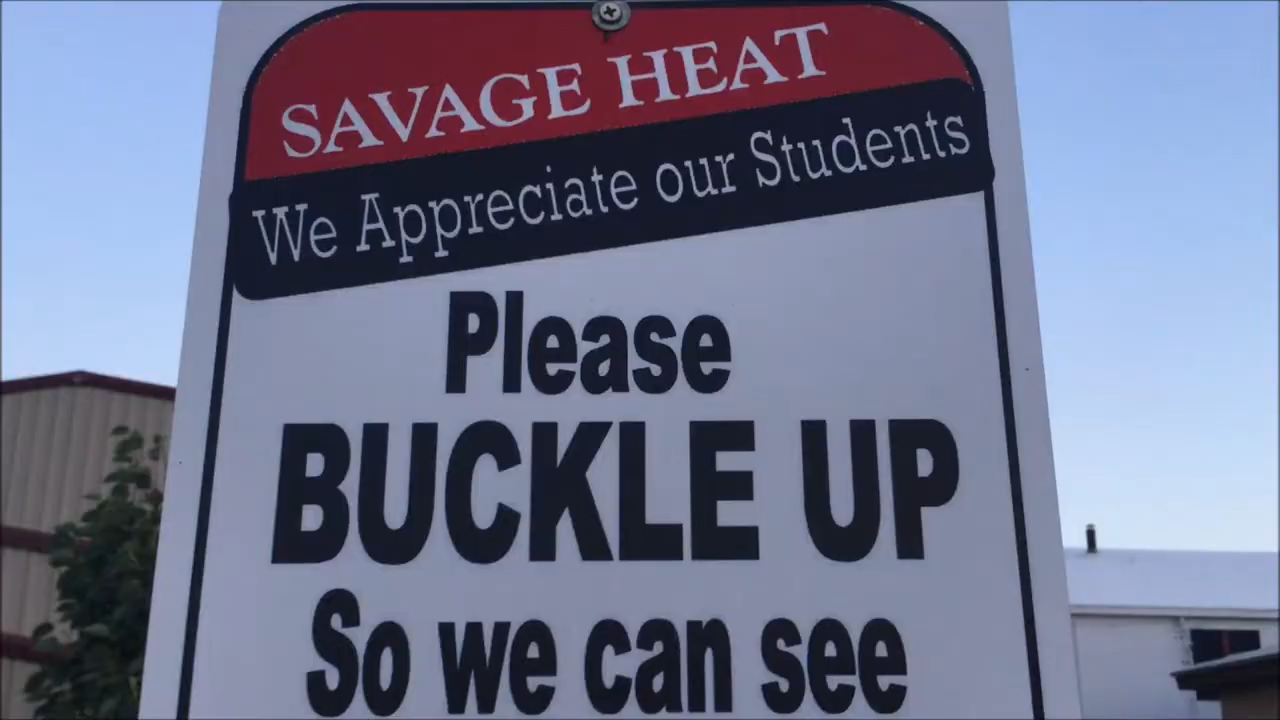 SAVAGE HEAT
We Appreciate our Students
Please
BUCKLE UP
So we can see